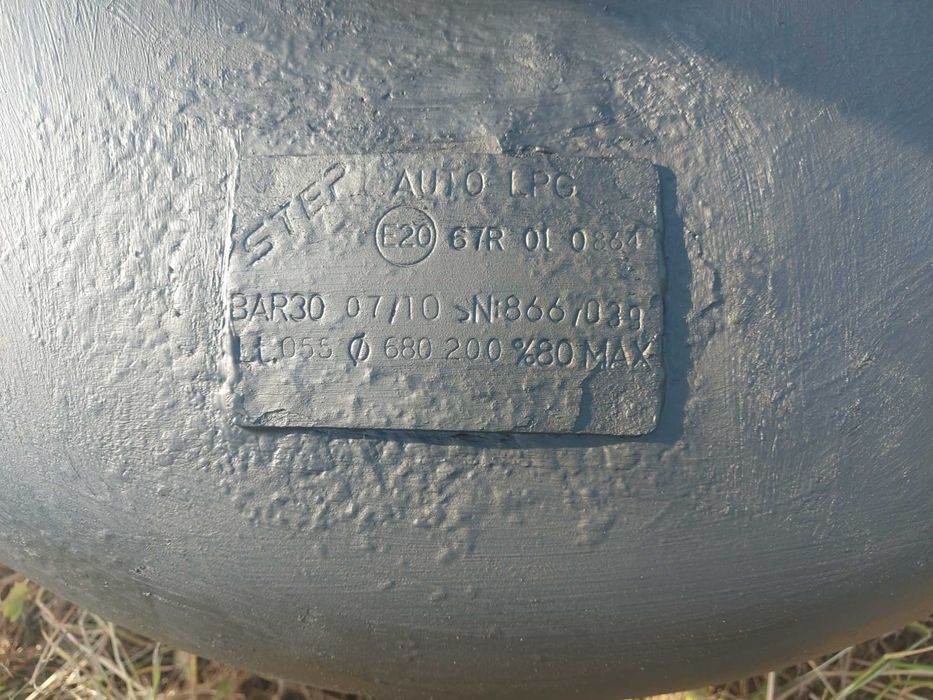 STEP AUTO LPG
E20 67R 01 0864
BAR30 07/10 SN:866/039
LL.055 Ø 680 200 %80 MAX